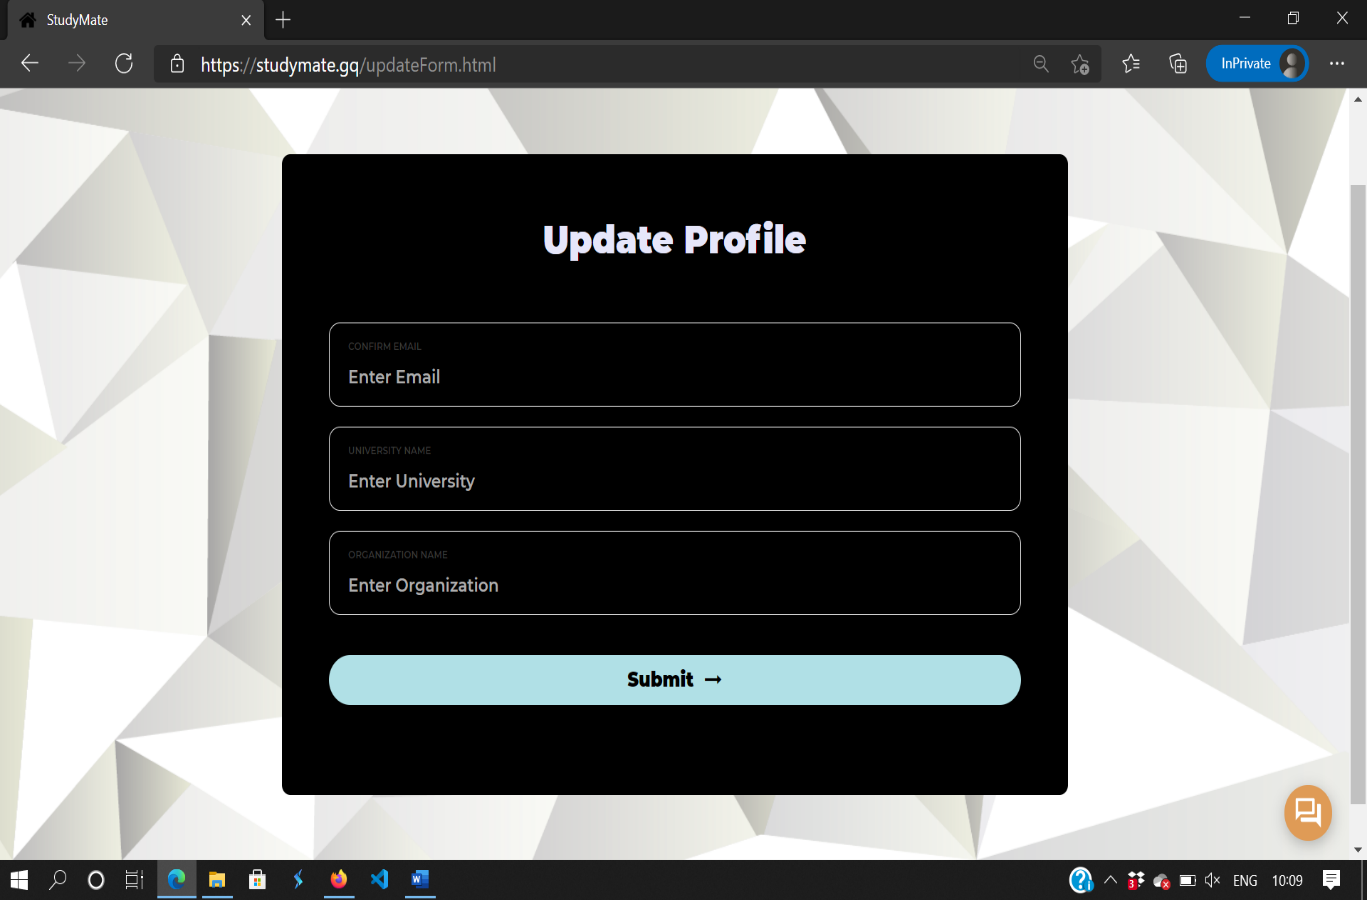 StudyMate
https://studymate.gq/updateForm.html
InPrivate
Update Profile
CONFIRM EMAIL
Enter Email
UNIVERSITY NAME
Enter University
ORGANIZATION NAME
Enter Organization
Submit →
3
ENG
10:09